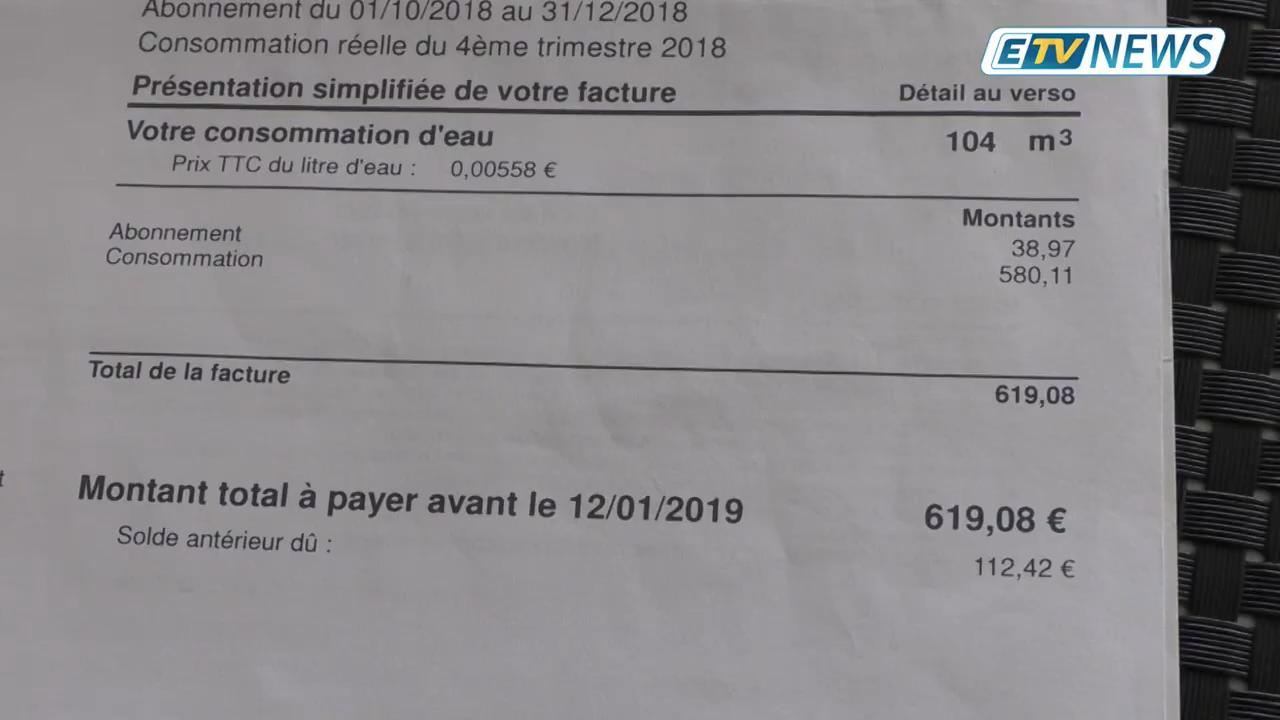 Abonnement du 01/10/2018 au 31/12/2018
ETV NEWS
Consommation réelle du 4ème trimestre 2018
Présentation simplifiée de votre facture Détail au verso
Votre consommation d'eau 104 m3
Prix TTC du litre d'eau : 0,00558 €
Montants
Abonnement 38,97
Consommation 580,11
Total de la facture 619,08
Montant total à payer avant le 12/01/2019 619,08 €
Solde antérieur dû : 112,42 €